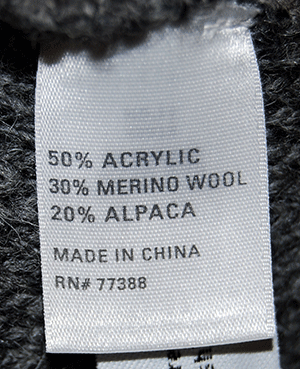 50% ACRYLIC
30% MERINO WOOL
20% ALPACA
MADE IN CHINA
RN# 77388